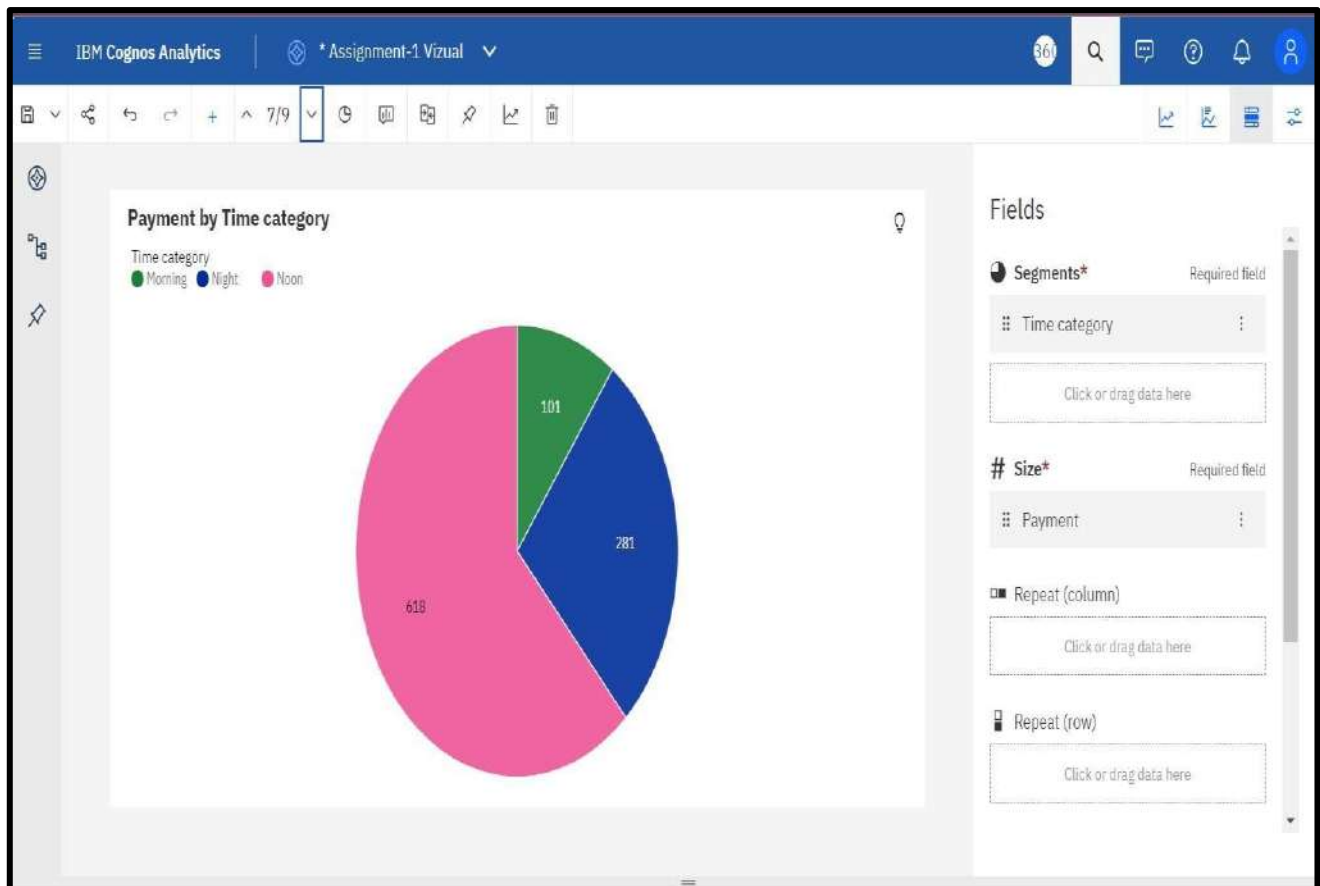 IBM Cognos Analytics
* Assignment-1 Vizual
360
7/9
Payment by Time category
Time category
Morning Night Noon
101
281
618
Fields
Segments* Required field
Time category
Click or drag data here
# Size* Required field
Payment
Repeat (column)
Click or drag data here
Repeat (row)
Click or drag data here